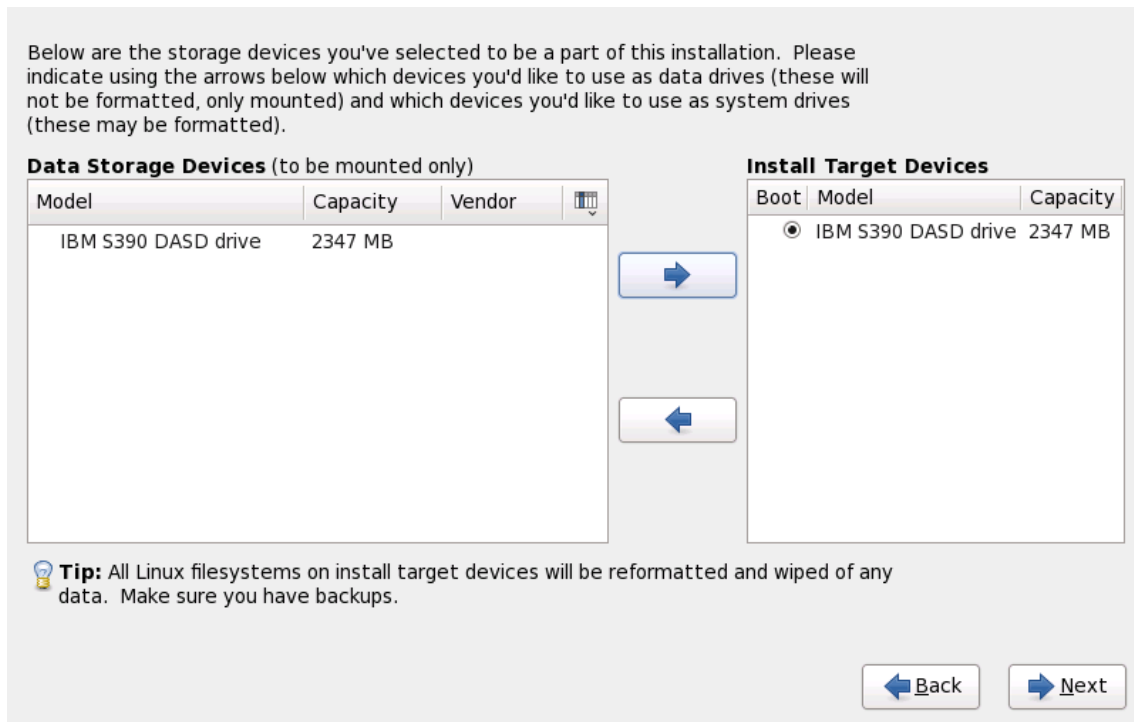 Below are the storage devices you've selected to be a part of this installation.  Please
indicate using the arrows below which devices you'd like to use as data drives (these will
not be formatted, only mounted) and which devices you'd like to use as system drives
(these may be formatted).
Data Storage Devices (to be mounted only)
Model Capacity Vendor
IBM S390 DASD drive 2347 MB
Install Target Devices
Boot Model Capacity
IBM S390 DASD drive 2347 MB
Tip: All Linux filesystems on install target devices will be reformatted and wiped of any
data.  Make sure you have backups.
Back Next